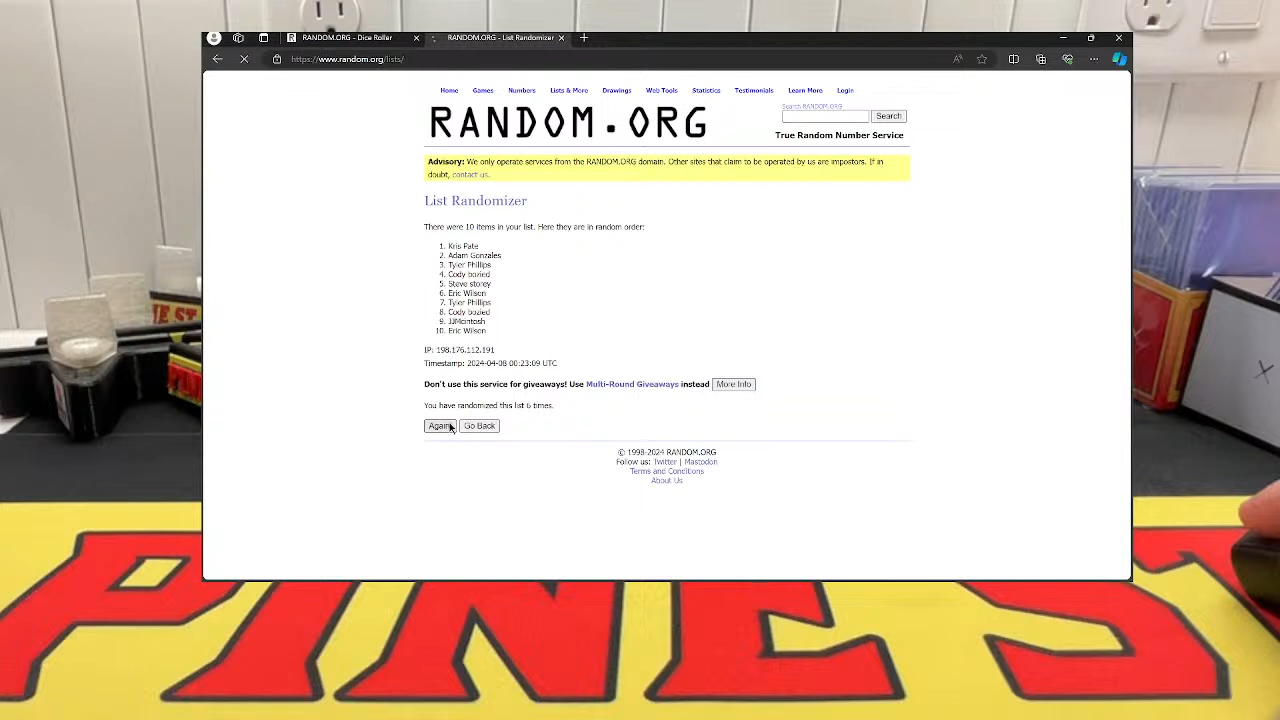 RANDOM.ORG - Dice Roller
RANDOM.ORG - List Randomizer
https://www.random.org/lists/
Home Games Numbers Lists & More Drawings Web Tools Statistics Testimonials Learn More Login
RANDOM.ORG
Search RANDOM.ORG
Search
True Random Number Service
Advisory: We only operate services from the RANDOM.ORG domain. Other sites that claim to be operated by us are impostors. If in
doubt, contact us.
List Randomizer
There were 10 items in your list. Here they are in random order:
1. Kris Pate
2. Adam Gonzales
3. Tyler Phillips
4. Cody bozied
5. Steve storey
6. Eric Wilson
7. Tyler Phillips
8. Cody bozied
9. JJMcintosh
10. Eric Wilson
IP: 198.176.112.191
Timestamp: 2024-04-08 00:23:09 UTC
Don't use this service for giveaways! Use Multi-Round Giveaways instead More Info
You have randomized this list 6 times.
Again! Go Back
© 1998-2024 RANDOM.ORG
Follow us: Twitter | Mastodon
Terms and Conditions
About Us
PINE ST
PINES